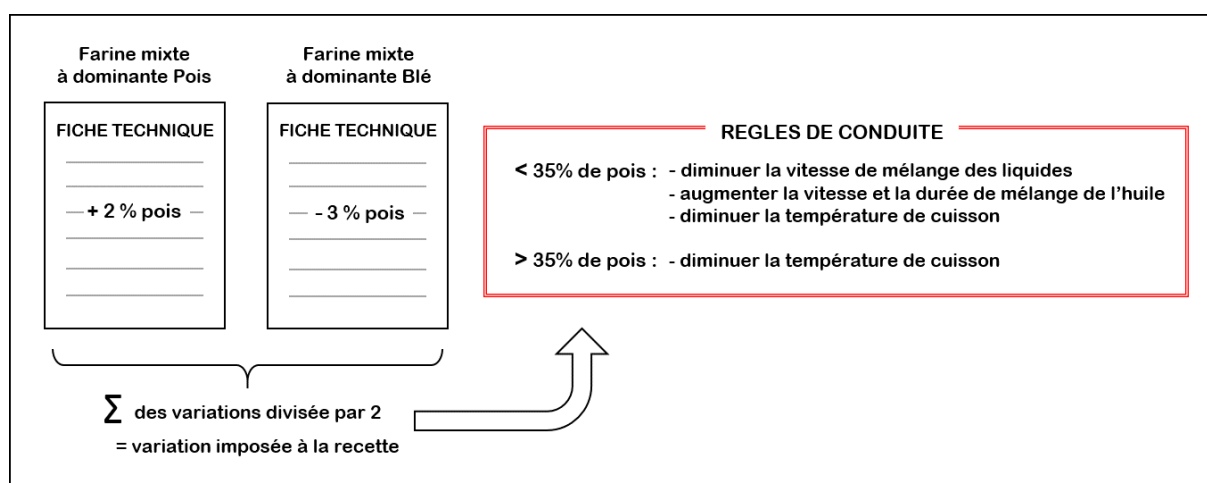 Farine mixte
à dominante Pois
Farine mixte
à dominante Blé
FICHE TECHNIQUE
+ 2 % pois
FICHE TECHNIQUE
- 3 % pois
REGLES DE CONDUITE
< 35% de pois : - diminuer la vitesse de mélange des liquides
- augmenter la vitesse et la durée de mélange de l'huile
- diminuer la température de cuisson
> 35% de pois : - diminuer la température de cuisson
Σ des variations divisée par 2
= variation imposée à la recette